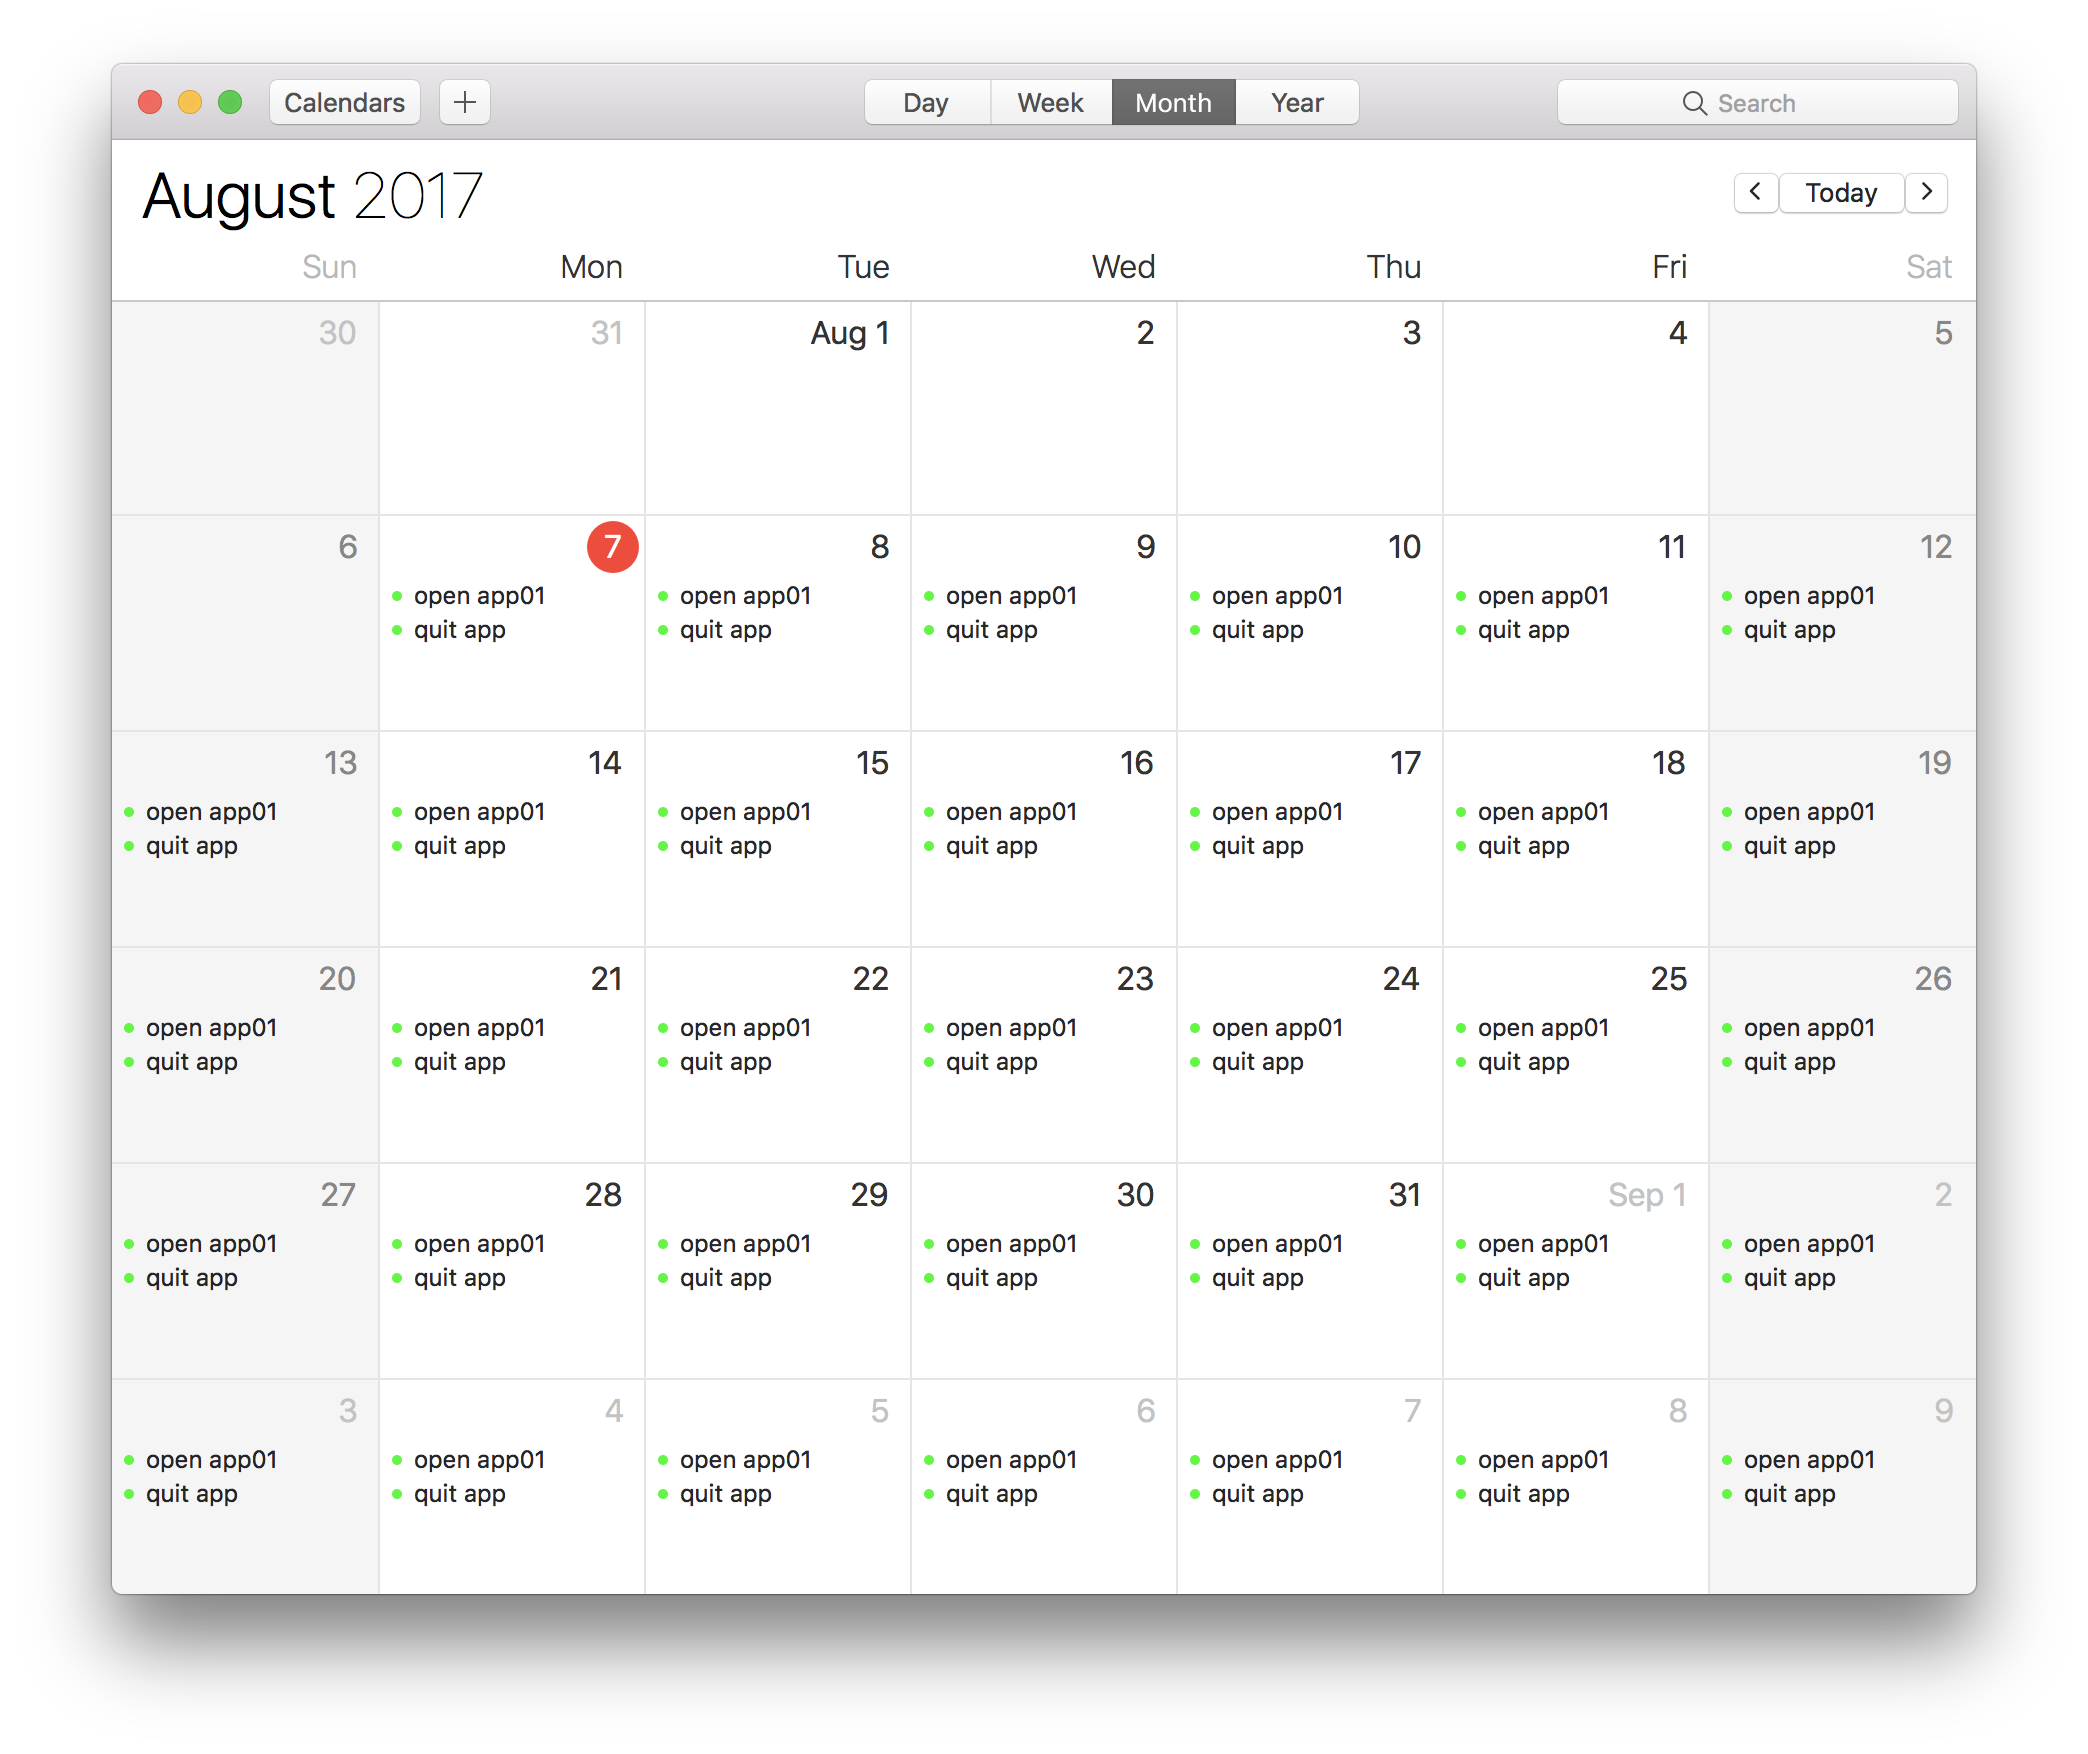 Calendars + Day Week Month Year Search
August 2017
< Today >
Sun Mon Tue Wed Thu Fri Sat
30 31 Aug 1 2 3 4 5
6 7 8 9 10 11 12
open app01 open app01 open app01 open app01 open app01 open app01
quit app quit app quit app quit app quit app quit app
13 14 15 16 17 18 19
open app01 open app01 open app01 open app01 open app01 open app01 open app01
quit app quit app quit app quit app quit app quit app quit app
20 21 22 23 24 25 26
open app01 open app01 open app01 open app01 open app01 open app01 open app01
quit app quit app quit app quit app quit app quit app quit app
27 28 29 30 31 Sep 1 2
open app01 open app01 open app01 open app01 open app01 open app01 open app01
quit app quit app quit app quit app quit app quit app quit app
3 4 5 6 7 8 9
open app01 open app01 open app01 open app01 open app01 open app01 open app01
quit app quit app quit app quit app quit app quit app quit app